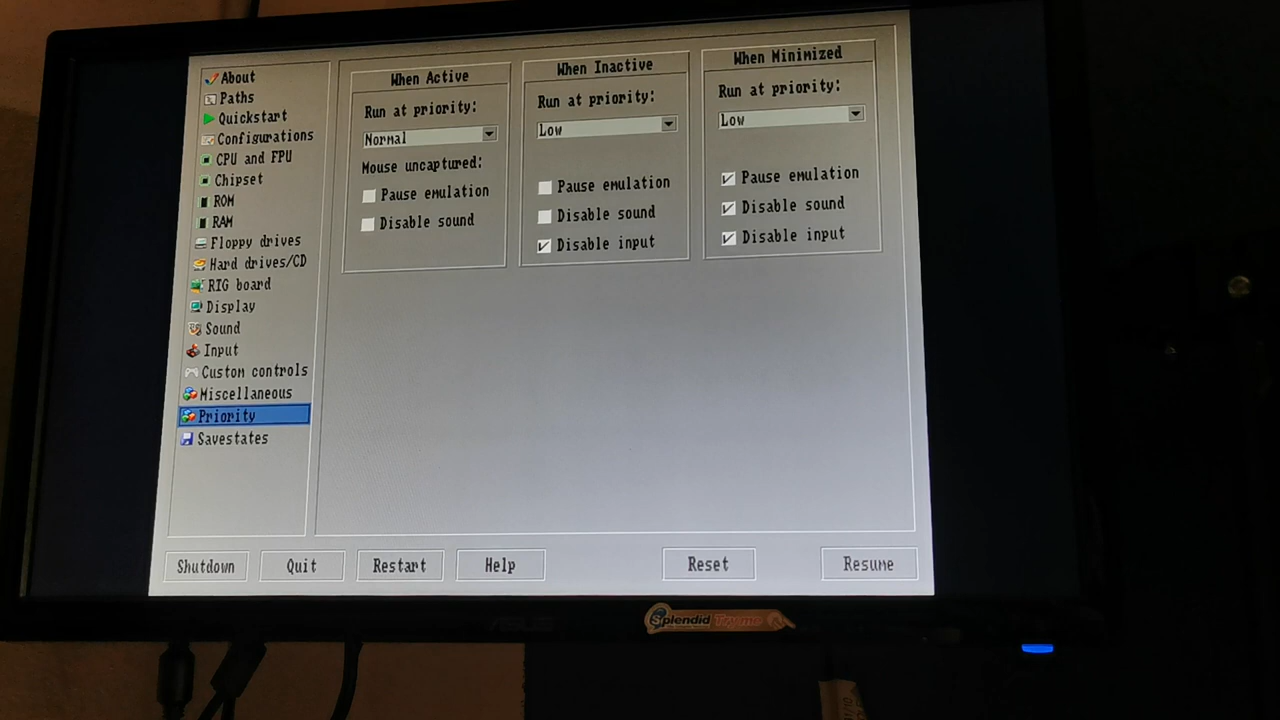 About
Paths
Quickstart
Configurations
CPU and FPU
Chipset
ROM
RAM
Floppy drives
Hard drives/CD
RTG board
Display
Sound
Input
Custom controls
Miscellaneous
Priority
Savestates
When Active
Run at priority:
Normal
Mouse uncaptured:
Pause emulation
Disable sound
When Inactive
Run at priority:
Low
Pause emulation
Disable sound
Disable input
When Minimized
Run at priority:
Low
Pause emulation
Disable sound
Disable input
Shutdown
Quit
Restart
Help
Reset
Resume
ASUS
Splendid Try me